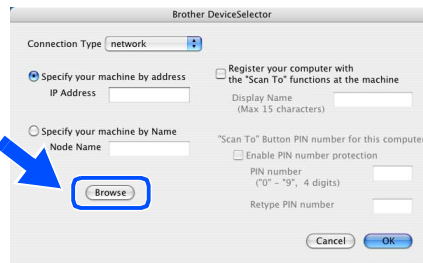 Brother DeviceSelector
Connection Type network
Specify your machine by address
IP Address
Specify your machine by Name
Node Name
Browse
Register your computer with
the "Scan To" functions at the machine
Display Name
(Max 15 characters)
"Scan To" Button PIN number for this computer
Enable PIN number protection
PIN number
("0" - "9", 4 digits)
Retype PIN number
Cancel OK